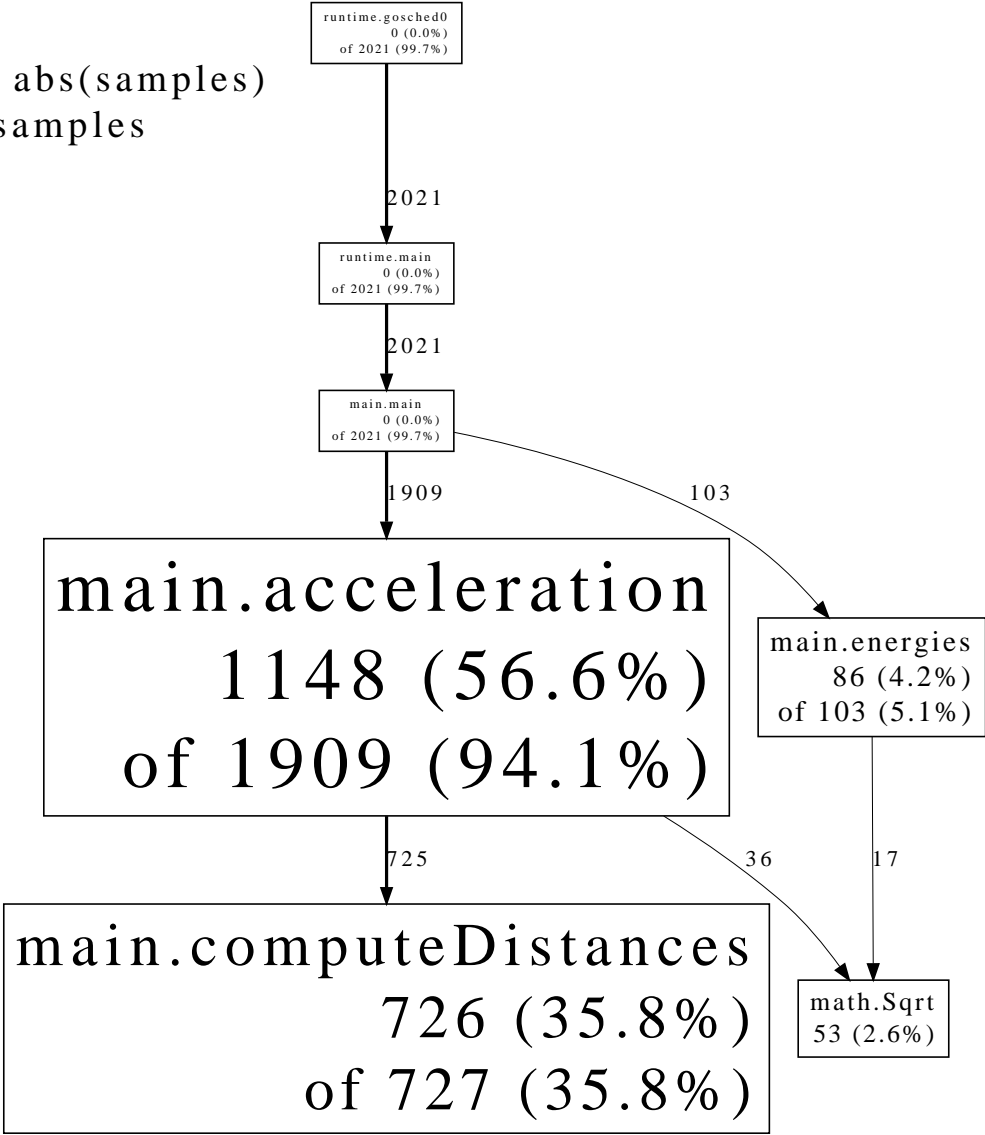 runtime.gosched0
0 (0.0%)
of 2021 (99.7%)
abs(samples)
samples
2021
runtime.main
0 (0.0%)
of 2021 (99.7%)
2021
main.main
0 (0.0%)
of 2021 (99.7%)
1909
103
main.acceleration
1148 (56.6%)
of 1909 (94.1%)
main.energies
86 (4.2%)
of 103 (5.1%)
725
36
17
main.computeDistances
726 (35.8%)
of 727 (35.8%)
math.Sqrt
53 (2.6%)